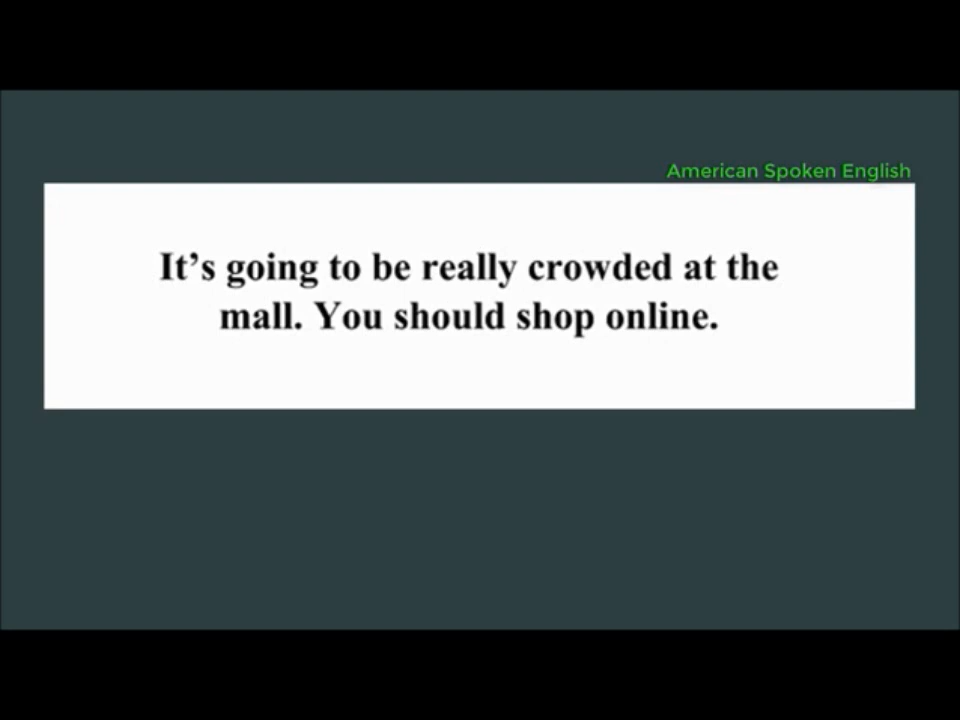 American Spoken English
It’s going to be really crowded at the
mall. You should shop online.